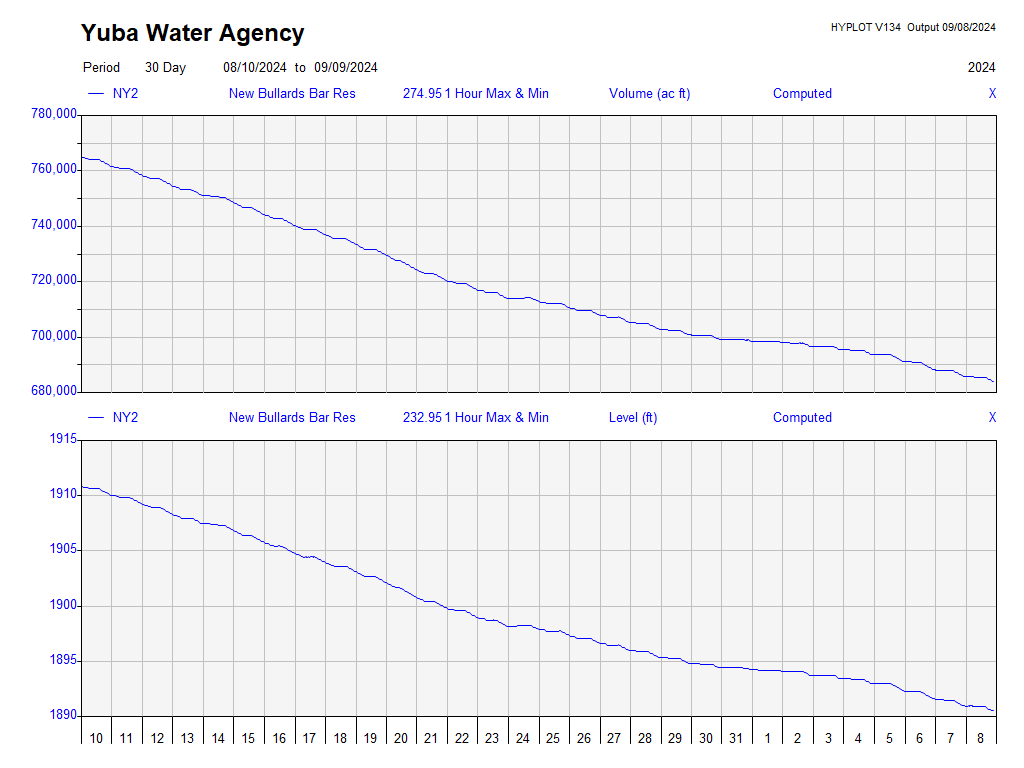 Yuba Water Agency
HYPLOT V134 Output 09/08/2024
Period 30 Day 08/10/2024 to 09/09/2024 2024
NY2 New Bullards Bar Res 274.95 1 Hour Max & Min Volume (ac ft) Computed X
780,000
760,000
740,000
720,000
700,000
680,000
NY2 New Bullards Bar Res 232.95 1 Hour Max & Min Level (ft) Computed X
1915
1910
1905
1900
1895
1890
10 11 12 13 14 15 16 17 18 19 20 21 22 23 24 25 26 27 28 29 30 31 1 2 3 4 5 6 7 8